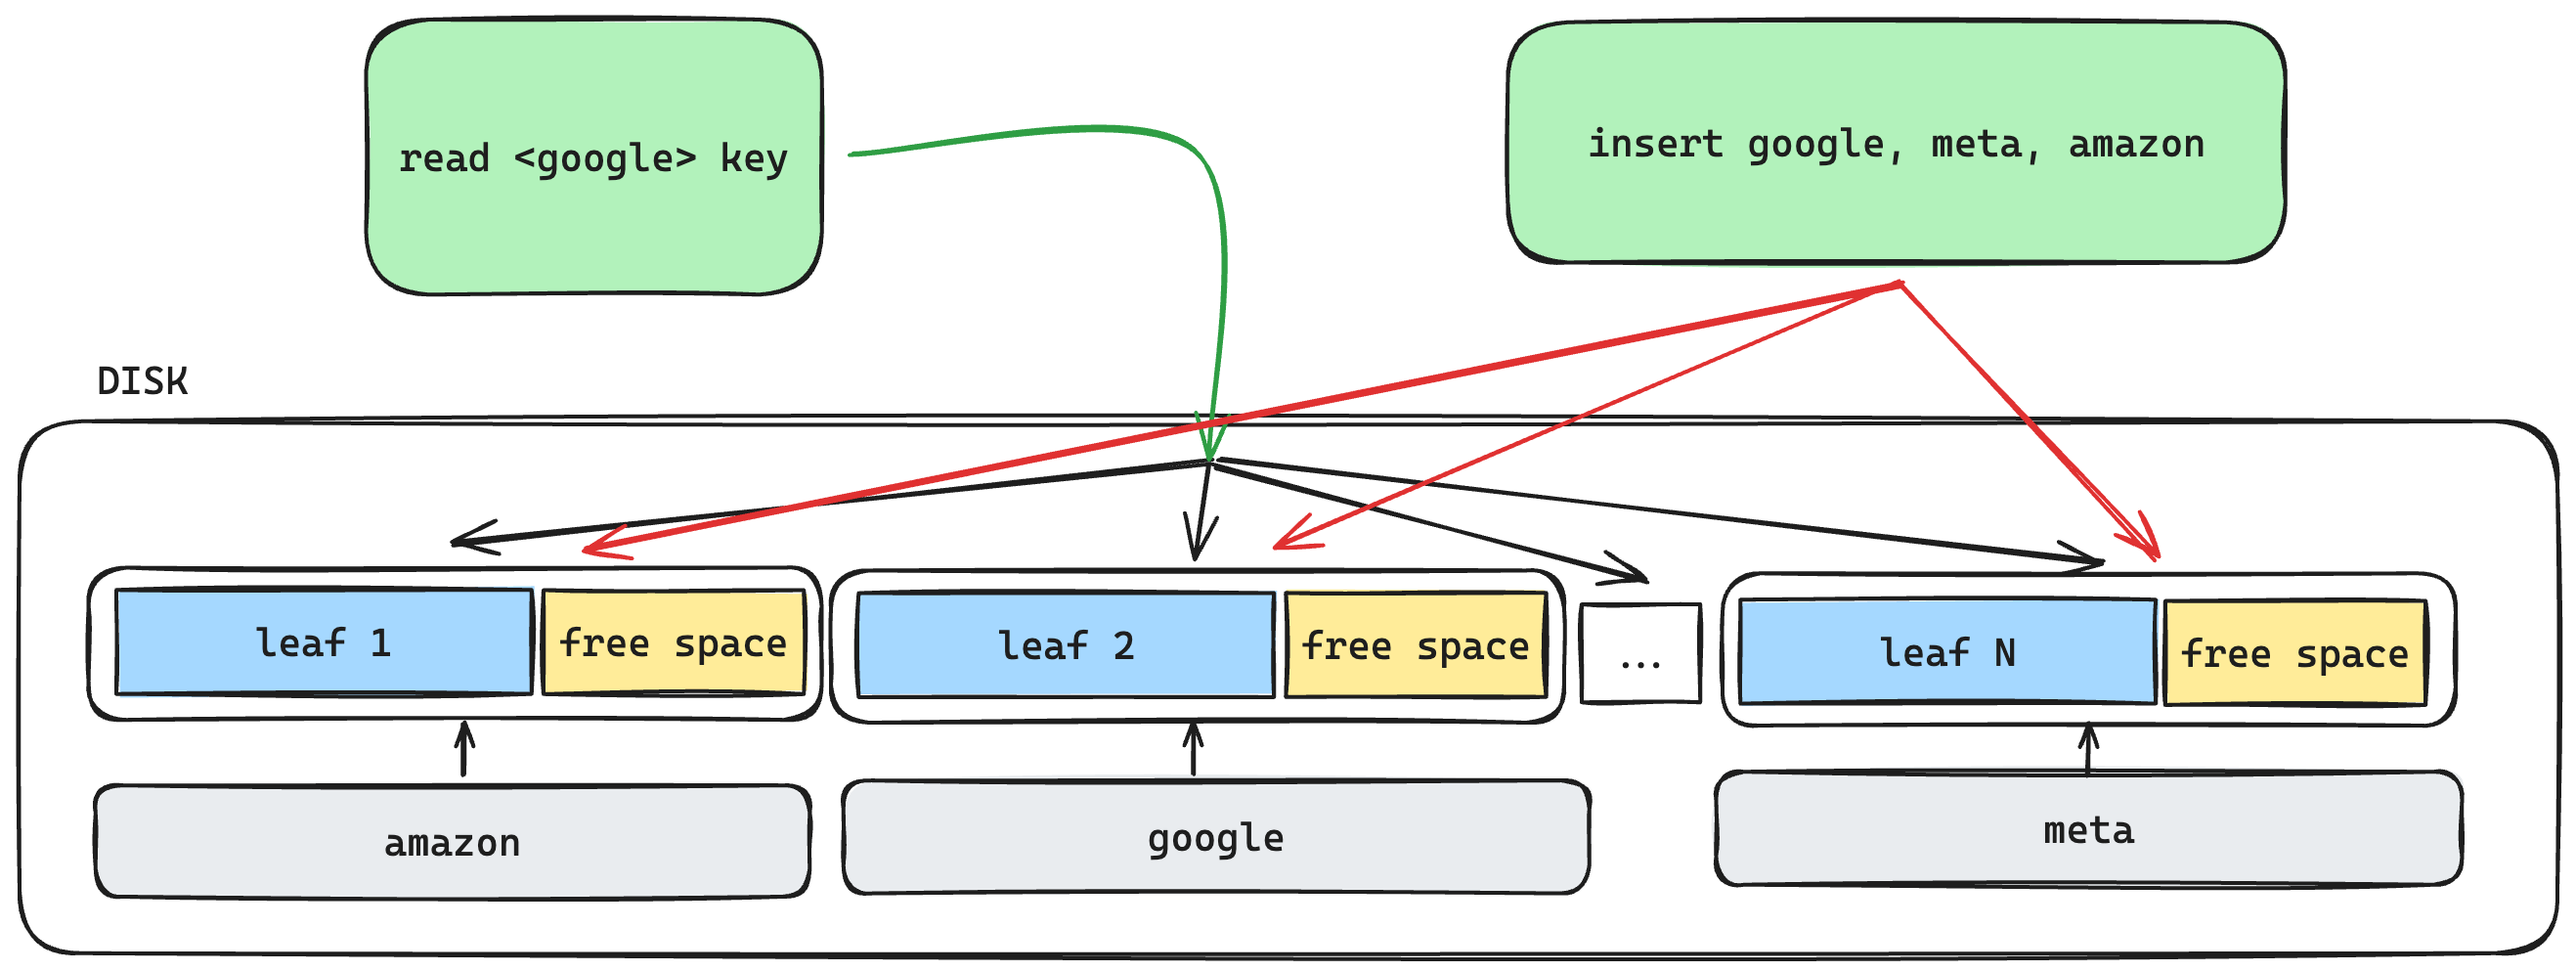 read <google> key
insert google, meta, amazon
DISK
leaf 1
free space
leaf 2
free space
...
leaf N
free space
amazon
google
meta